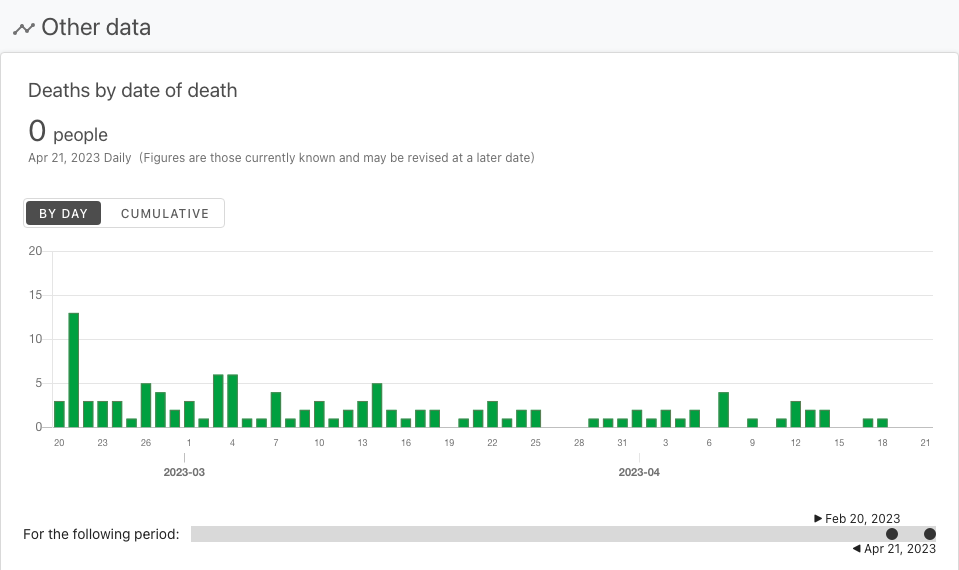 Other data
Deaths by date of death
0 people
Apr 21, 2023 Daily (Figures are those currently known and may be revised at a later date)
BY DAY CUMULATIVE
20
15
10
5
0
20 23 26 1 4 7 10 13 16 19 22 25 28 31 3 6 9 12 15 18 21
2023-03 2023-04
Feb 20, 2023
For the following period:
Apr 21, 2023